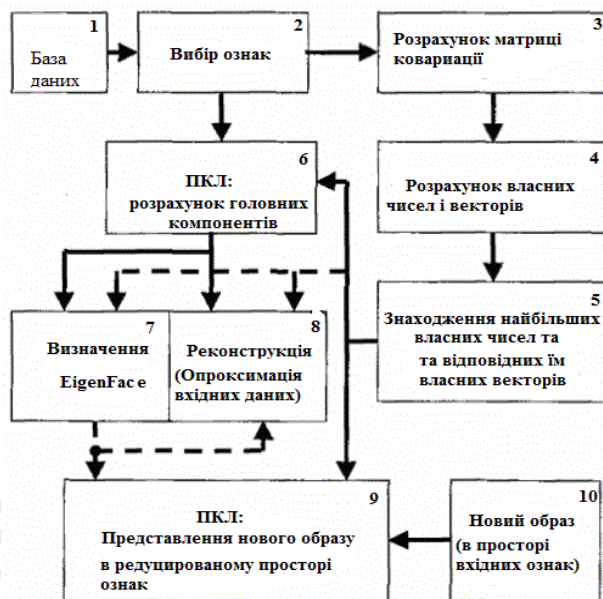 1
База
даних
2
Вибір ознак
3
Розрахунок матриці
ковариації
6
ПКЛ:
розрахунок головних
компонентів
4
Розрахунок власних
чисел і векторів
5
Знаходження найбільших
власних чисел та
та відповідних їм
власних векторів
7
Визначення
EigenFace
8
Реконструкція
(Опроксимація
вхідних даних)
9
ПКЛ:
Представлення нового образу
в редуцированому просторі
ознак
10
Новий образ
(в просторі
вхідних ознак)